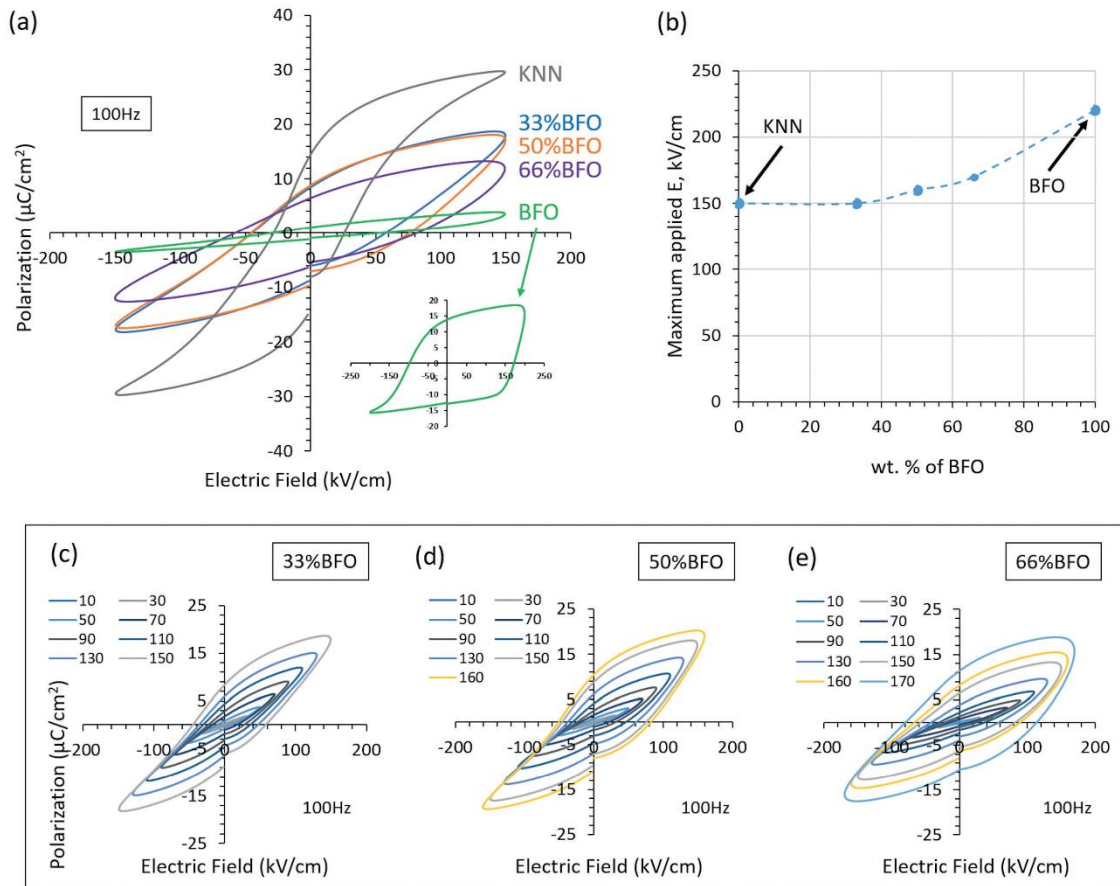 (a)
100Hz
Polarization (µC/cm²)
40
30
20
10
0
-10
-20
-30
-40
-200 -150 -100 -50 0 50 100 150 200
Electric Field (kV/cm)
KNN
33%BFO
50%BFO
66%BFO
BFO
20
15
10
5
0
-5
-10
-15
-20
-250 -150 -50 50 150 250
(b)
Maximum applied E, kV/cm
250
200
150
100
50
0
0 20 40 60 80 100
wt. % of BFO
KNN
BFO
(c)
33%BFO
10 30
50 70
90 110
130 150
Polarization (µC/cm²)
25
15
5
-5
-15
-25
-200 -100 0 100 200
100Hz
Electric Field (kV/cm)
(d)
50%BFO
10 30
50 70
90 110
130 150
160
25
15
5
-5
-15
-25
-200 -100 0 100 200
100Hz
Electric Field (kV/cm)
(e)
66%BFO
10 30
50 70
90 110
130 150
160 170
25
15
5
-5
-15
-25
-200 -100 0 100 200
100Hz
Electric Field (kV/cm)